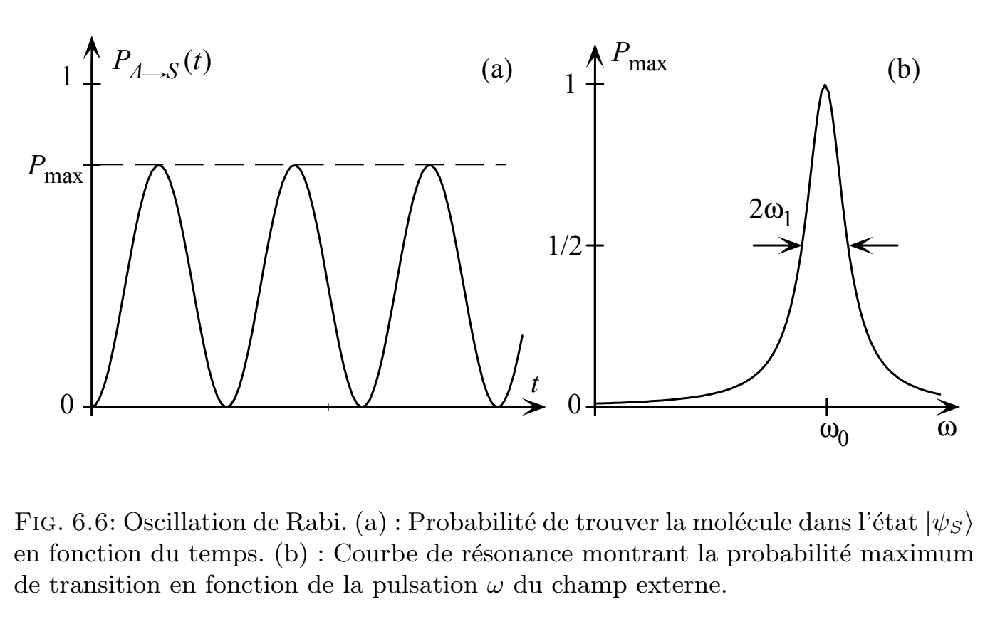 P_{A→S}(t)
(a)
1
P_max
0
t
P_max
(b)
1
2ω_1
1/2
0
ω_0
ω
FIG. 6.6: Oscillation de Rabi. (a) : Probabilité de trouver la molécule dans l'état |ψ_S⟩
en fonction du temps. (b) : Courbe de résonance montrant la probabilité maximum
de transition en fonction de la pulsation ω du champ externe.